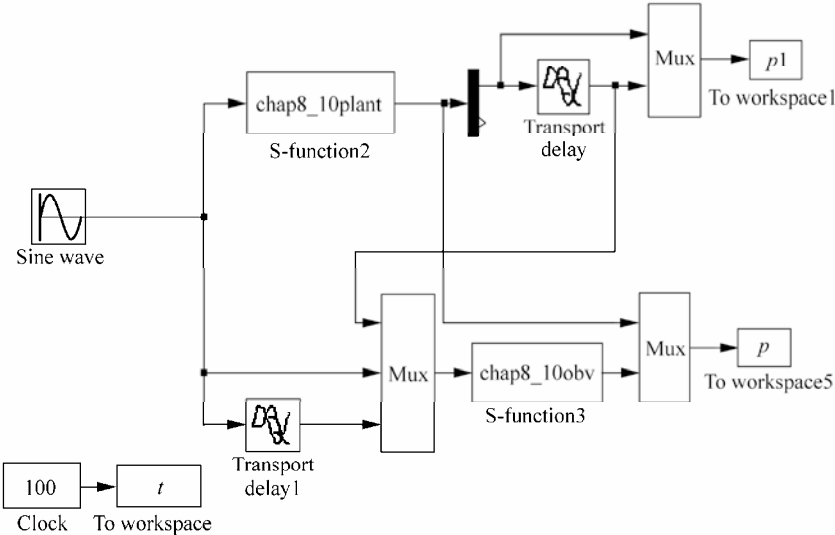 Mux
p1
To workspace1
chap8_10plant
S-function2
Transport
delay
Sine wave
Mux
chap8_10obv
S-function3
Mux
p
To workspace5
Transport
delay1
100
Clock
t
To workspace